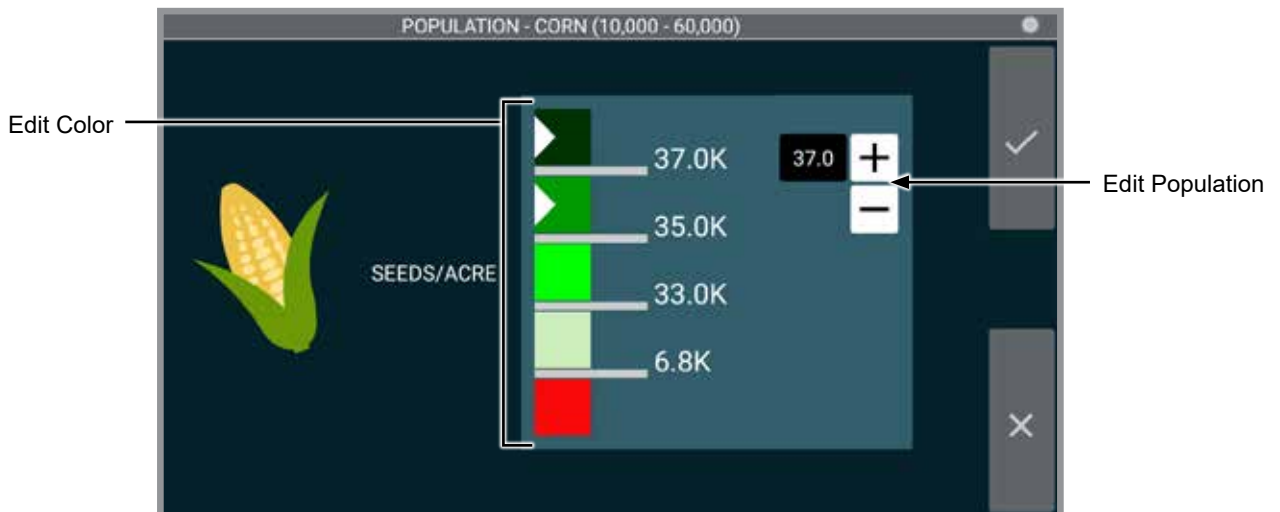 POPULATION - CORN (10,000 - 60,000)
Edit Color
37.0K
37.0
+
Edit Population
−
35.0K
SEEDS/ACRE
33.0K
6.8K